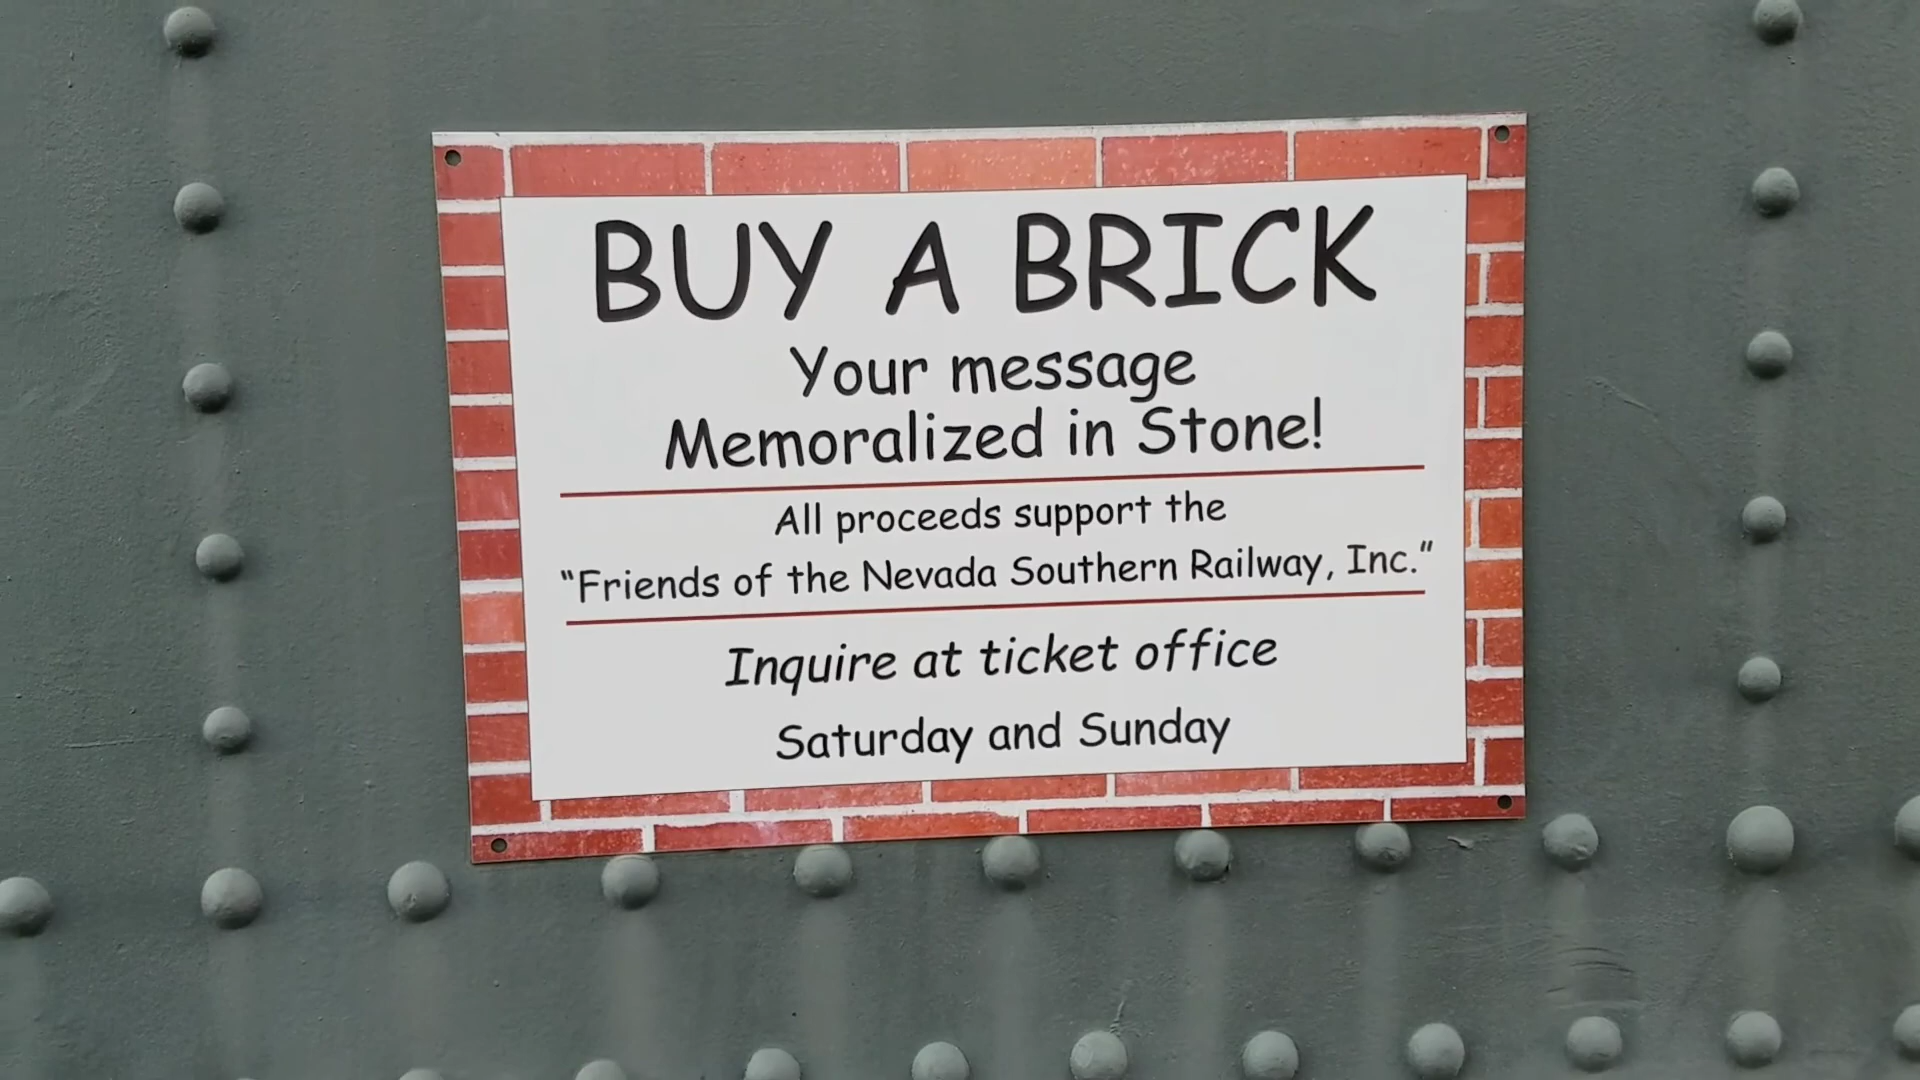 BUY A BRICK
Your message
Memoralized in Stone!
All proceeds support the
“Friends of the Nevada Southern Railway, Inc.”
Inquire at ticket office
Saturday and Sunday